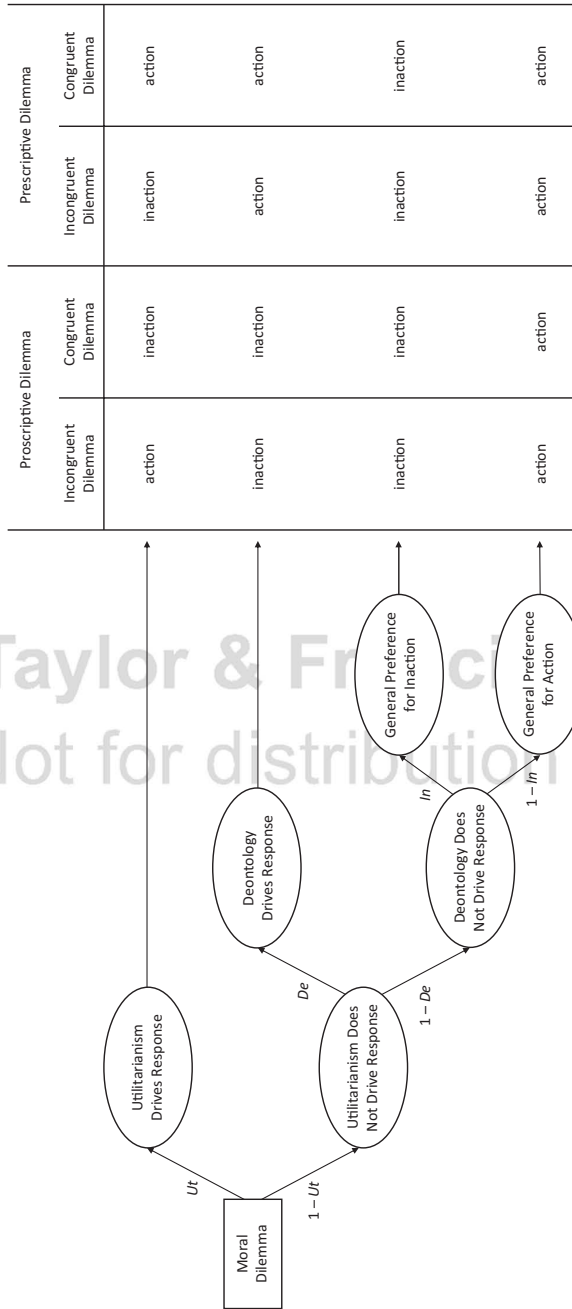 Proscriptive Dilemma
Prescriptive Dilemma
Incongruent
Dilemma
Congruent
Dilemma
Incongruent
Dilemma
Congruent
Dilemma
Moral
Dilemma
Ut
1 – Ut
Utilitarianism
Drives Response
action
inaction
inaction
action
Utilitarianism Does
Not Drive Response
De
1 – De
Deontology
Drives Response
inaction
inaction
action
action
Deontology Does
Not Drive Response
In
1 – In
General Preference
for Inaction
inaction
inaction
inaction
inaction
General Preference
for Action
action
action
action
action
Taylor & Franci
Not for distribution